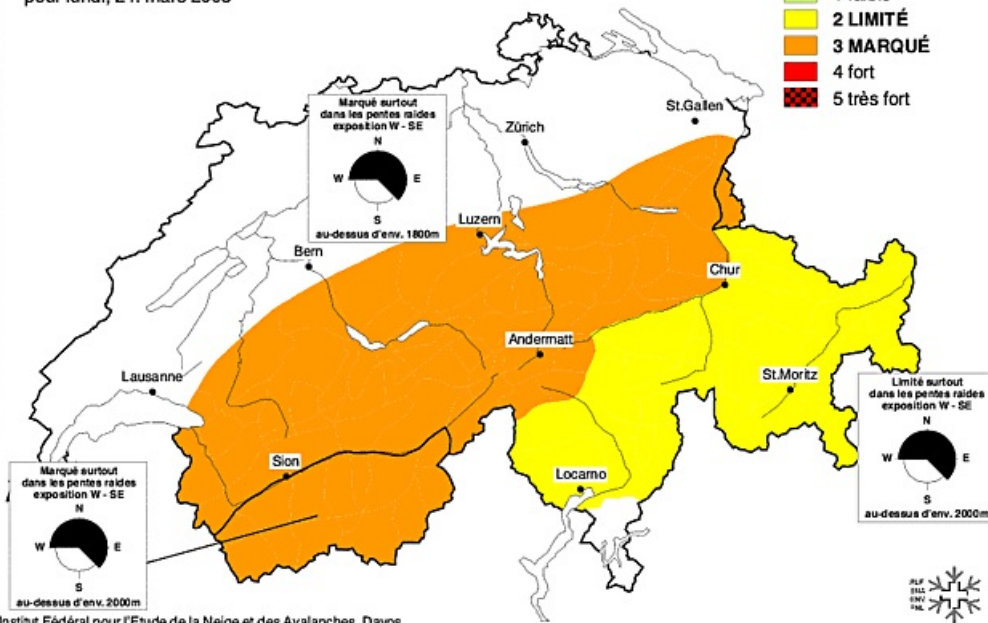 2 LIMITÉ
3 MARQUÉ
4 fort
5 très fort
Marqué surtout
dans les pentes raides
exposition W - SE
N
W
E
S
au-dessus d'env. 1800m
St.Gallen
Zürich
Luzern
Bern
Chur
Andermatt
Lausanne
St.Moritz
Sion
Locarno
Limité surtout
dans les pentes raides
exposition W - SE
N
W
E
S
au-dessus d'env. 2000m
Marqué surtout
dans les pentes raides
exposition W - SE
N
W
E
S
au-dessus d'env. 2000m
Institut Fédéral pour l'Etude de la Neige et des Avalanches, Davos